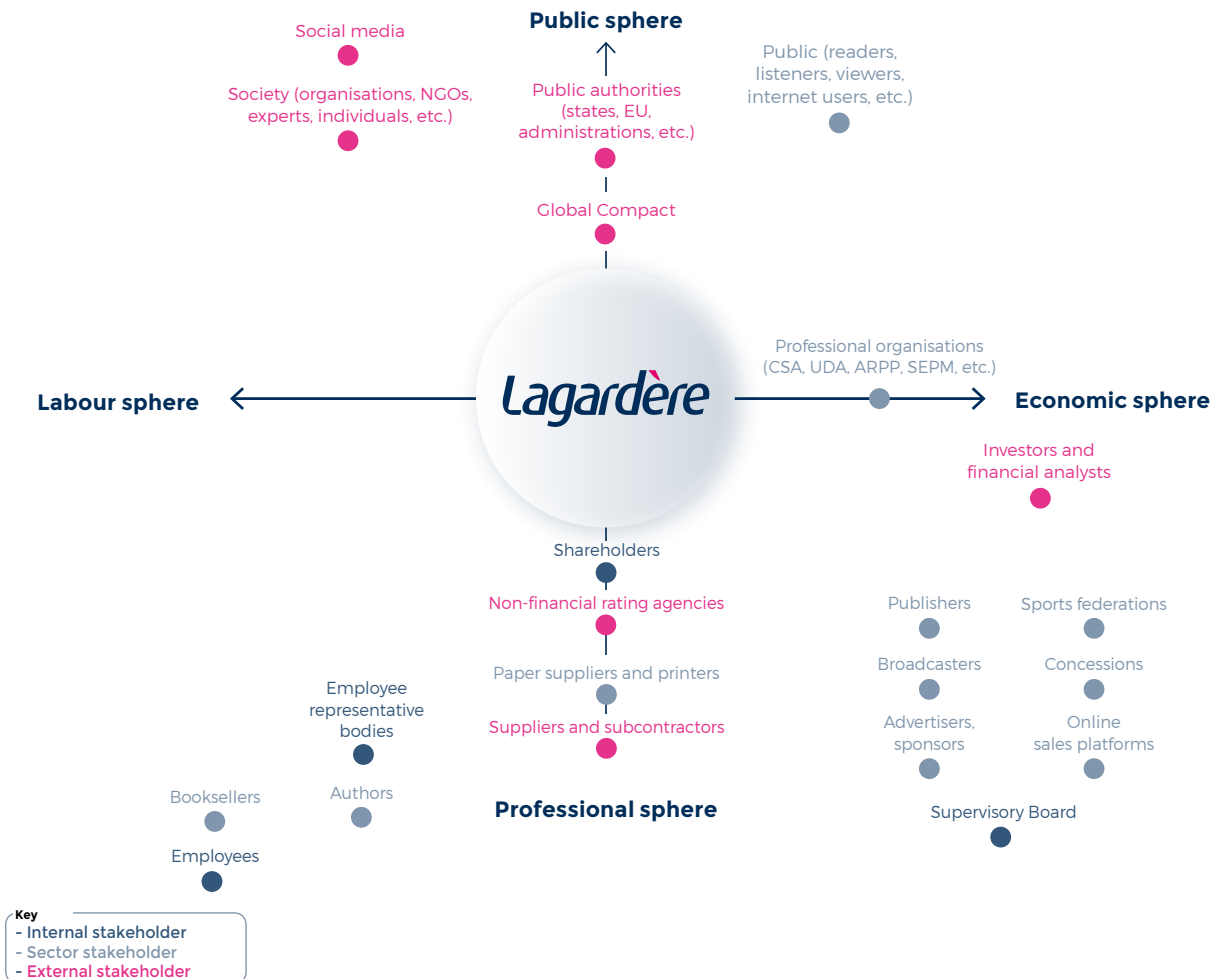 Public sphere
Social media
Society (organisations, NGOs,
experts, individuals, etc.)
Public authorities
(states, EU,
administrations, etc.)
Public (readers,
listeners, viewers,
internet users, etc.)
Global Compact
Labour sphere
Lagardère
Professional organisations
(CSA, UDA, ARPP, SEPM, etc.)
Economic sphere
Investors and
financial analysts
Shareholders
Non-financial rating agencies
Paper suppliers and printers
Suppliers and subcontractors
Publishers
Sports federations
Broadcasters
Concessions
Advertisers,
sponsors
Online
sales platforms
Employee
representative
bodies
Booksellers
Authors
Employees
Professional sphere
Supervisory Board
Key
- Internal stakeholder
- Sector stakeholder
- External stakeholder